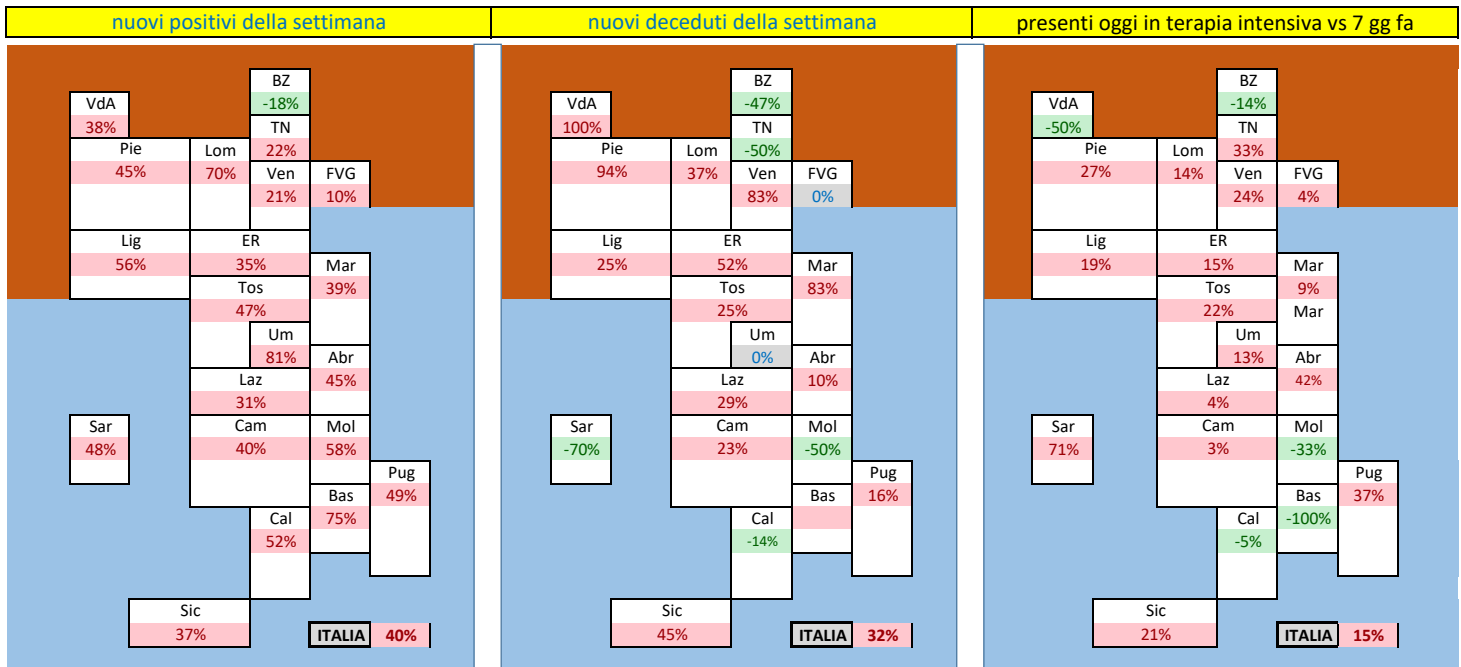 nuovi positivi della settimana
BZ
VdA -18%
38% TN
Pie Lom 22%
45% 70% Ven FVG
21% 10%
Lig ER
56% 35% Mar
Tos 39%
47%
Um
81% Abr
Laz 45%
31%
Sar Cam Mol
48% 40% 58%
Pug
Bas 49%
Cal 75%
52%
Sic
37% ITALIA 40%
nuovi deceduti della settimana
BZ
VdA -47%
100% TN
Pie Lom -50%
94% 37% Ven FVG
83% 0%
Lig ER
25% 52% Mar
Tos 83%
25%
Um
0% Abr
Laz 10%
29%
Sar Cam Mol
-70% 23% -50%
Pug
Bas 16%
Cal
-14%
Sic
45% ITALIA 32%
presenti oggi in terapia intensiva vs 7 gg fa
BZ
VdA -14%
-50% TN
Pie Lom 33%
27% 14% Ven FVG
24% 4%
Lig ER
19% 15% Mar
Tos 9%
22% Mar
Um
13% Abr
Laz 42%
4%
Sar Cam Mol
71% 3% -33%
Pug
Bas 37%
Cal -100%
-5%
Sic
21% ITALIA 15%